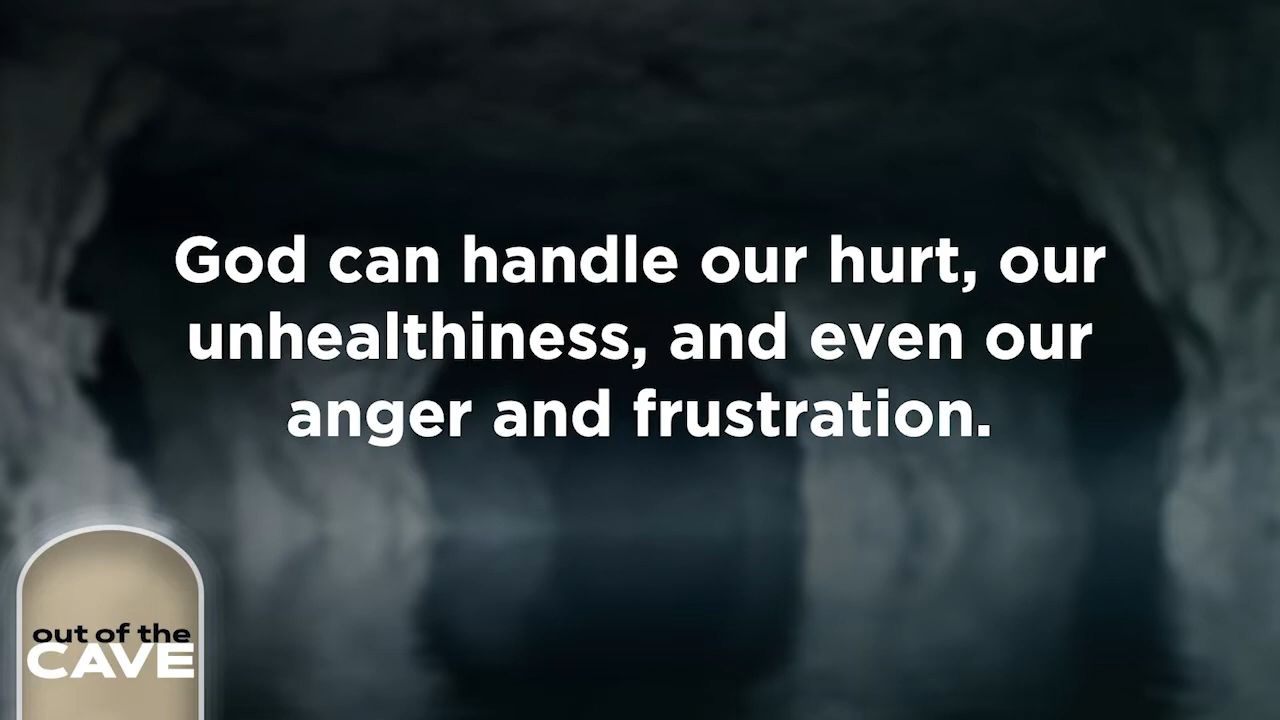 God can handle our hurt, our
unhealthiness, and even our
anger and frustration.
out of the
CAVE